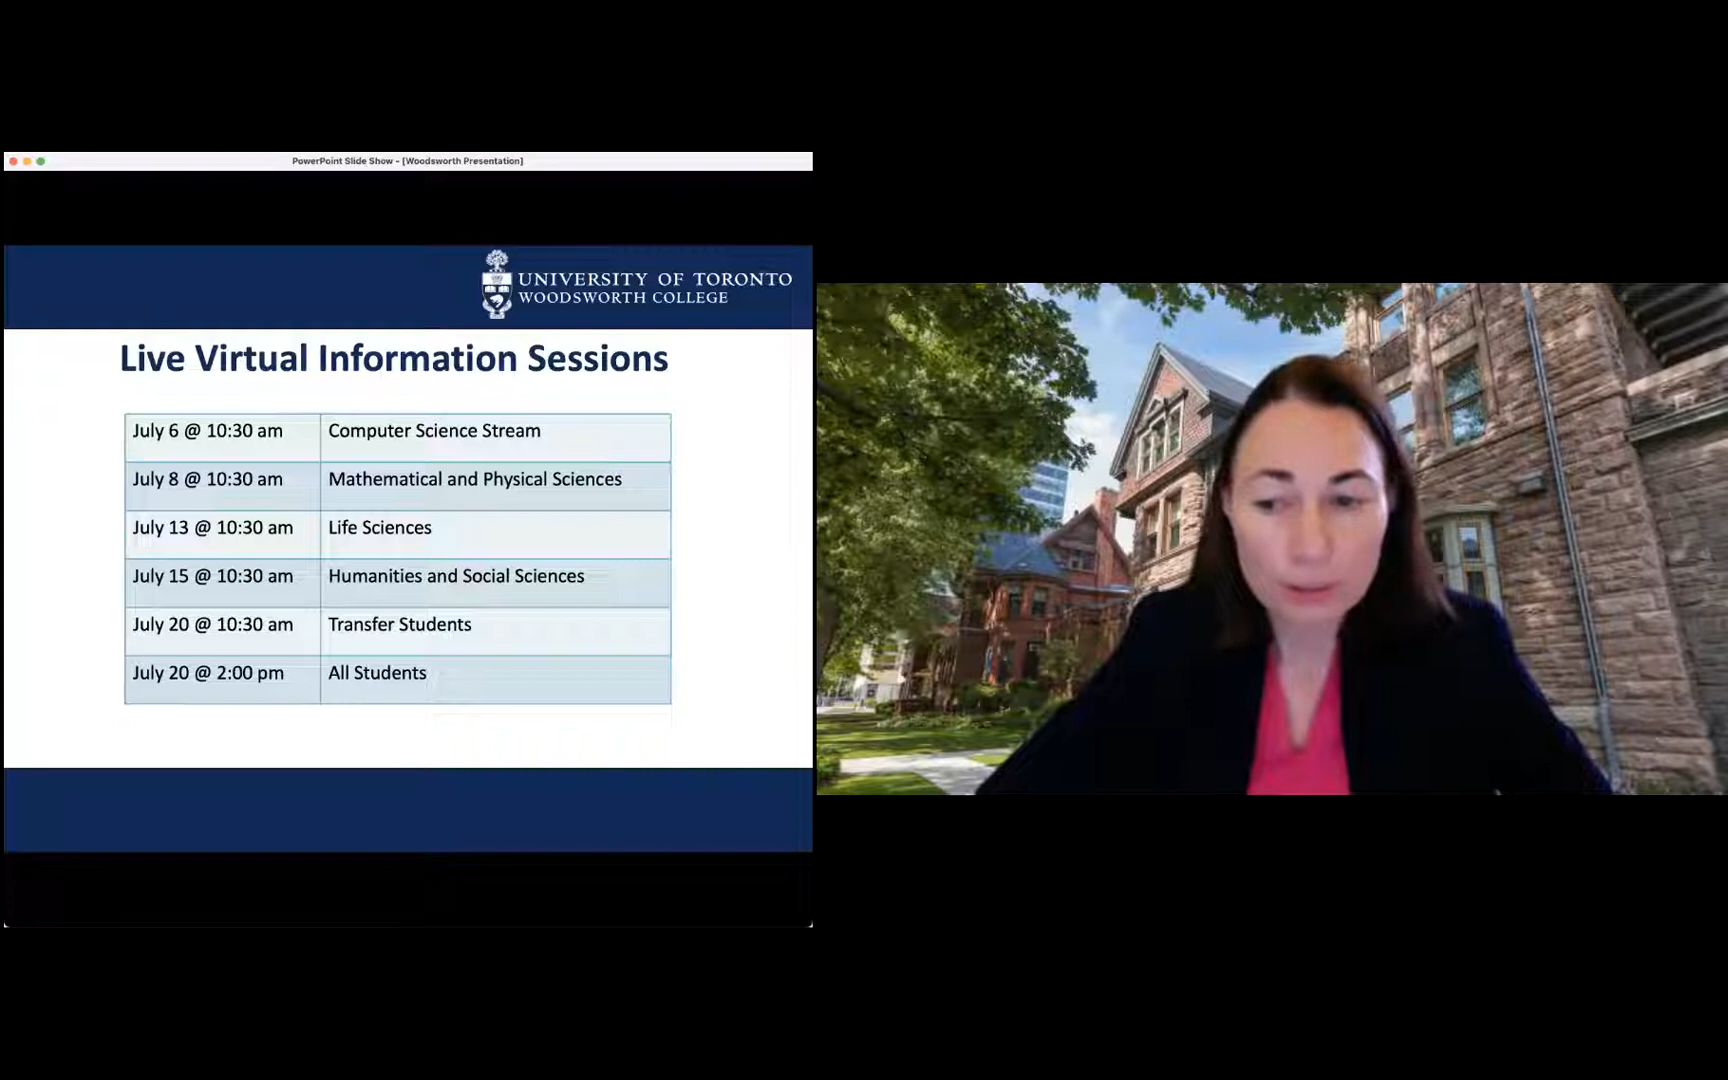 PowerPoint Slide Show - [Woodsworth Presentation]
UNIVERSITY OF TORONTO
WOODSWORTH COLLEGE
Live Virtual Information Sessions
July 6 @ 10:30 am Computer Science Stream
July 8 @ 10:30 am Mathematical and Physical Sciences
July 13 @ 10:30 am Life Sciences
July 15 @ 10:30 am Humanities and Social Sciences
July 20 @ 10:30 am Transfer Students
July 20 @ 2:00 pm All Students